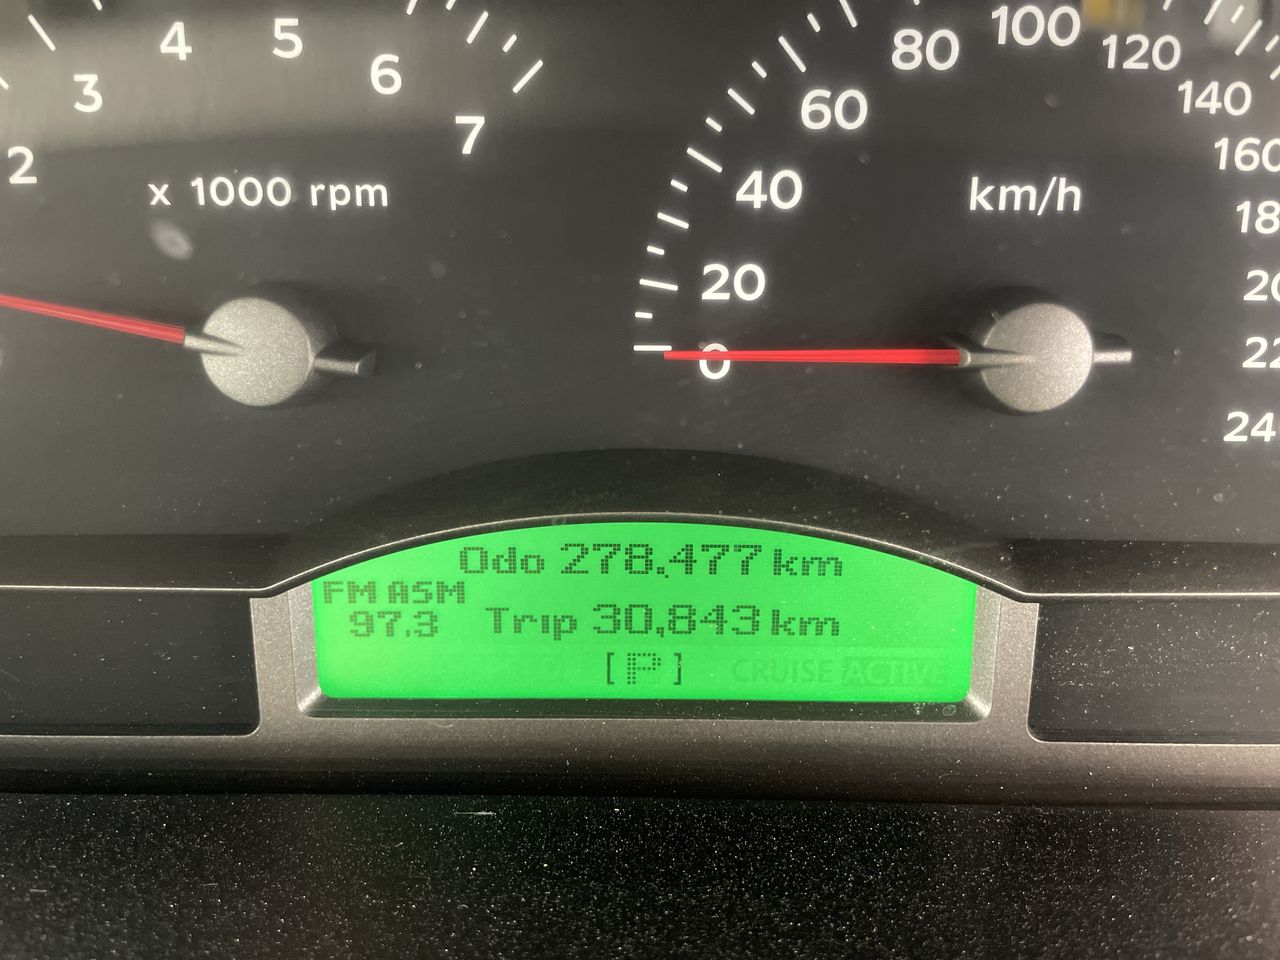 2
3
4
5
6
7
x 1000 rpm
0
20
40
60
80
100
120
140
160
km/h
Odo 278,477 km
FM ASM
97.3
Trip 30,843 km
[P]
CRUISE ACTIVE